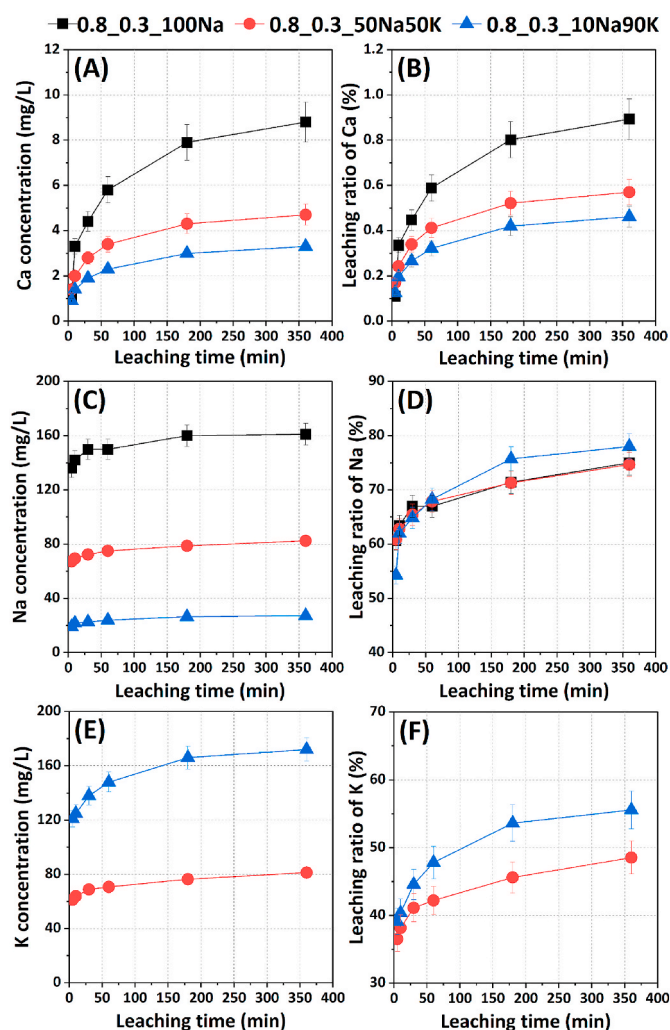 0.8_0.3_100Na 0.8_0.3_50Na50K 0.8_0.3_10Na90K
(A)
Ca concentration (mg/L)
10
8
6
4
2
0
0 50 100 150 200 250 300 350 400
Leaching time (min)
(B)
Leaching ratio of Ca (%)
1.2
1.0
0.8
0.6
0.4
0.2
0.0
0 50 100 150 200 250 300 350 400
Leaching time (min)
(C)
Na concentration (mg/L)
200
160
120
80
40
0
0 50 100 150 200 250 300 350 400
Leaching time (min)
(D)
Leaching ratio of Na (%)
90
80
70
60
50
40
0 50 100 150 200 250 300 350 400
Leaching time (min)
(E)
K concentration (mg/L)
200
160
120
80
40
0
0 50 100 150 200 250 300 350 400
Leaching time (min)
(F)
Leaching ratio of K (%)
70
60
50
40
30
0 50 100 150 200 250 300 350 400
Leaching time (min)